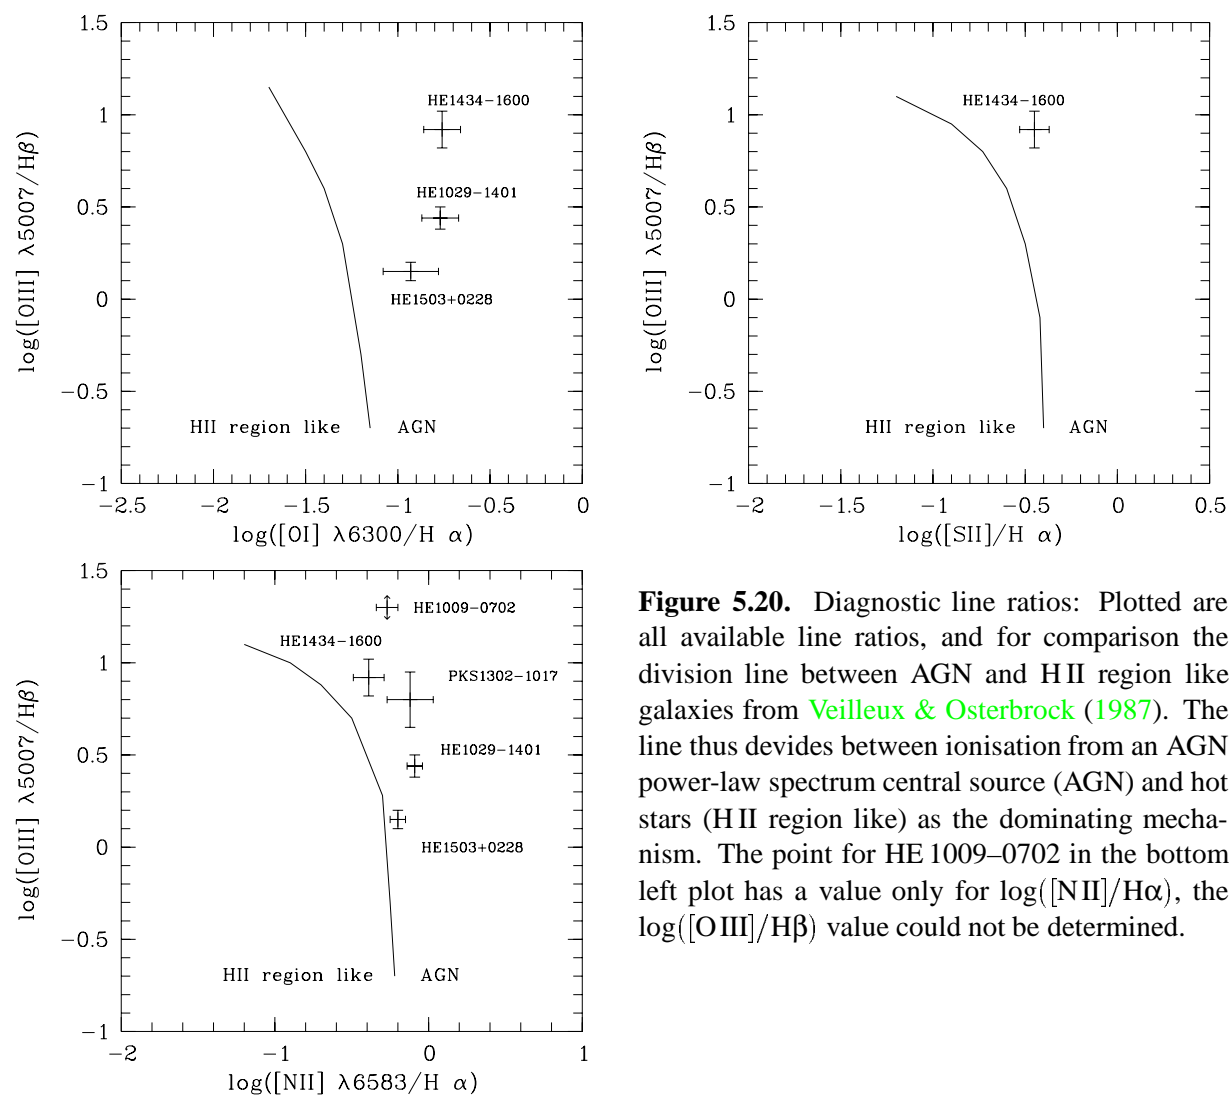 1.5
1
0.5
0
−0.5
−1
log([OIII] λ5007/Hβ)
HE1434−1600
HE1029−1401
HE1503+0228
HII region like AGN
−2.5 −2 −1.5 −1 −0.5 0
log([OI] λ6300/H α)
1.5
1
0.5
0
−0.5
−1
log([OIII] λ5007/Hβ)
HE1434−1600
HII region like AGN
−2 −1.5 −1 −0.5 0 0.5
log([SII]/H α)
1.5
1
0.5
0
−0.5
−1
log([OIII] λ5007/Hβ)
HE1009−0702
HE1434−1600
PKS1302−1017
HE1029−1401
HE1503+0228
HII region like AGN
−2 −1 0 1
log([NII] λ6583/H α)
Figure 5.20. Diagnostic line ratios: Plotted are
all available line ratios, and for comparison the
division line between AGN and H II region like
galaxies from Veilleux & Osterbrock (1987). The
line thus devides between ionisation from an AGN
power-law spectrum central source (AGN) and hot
stars (H II region like) as the dominating mecha-
nism. The point for HE 1009–0702 in the bottom
left plot has a value only for log([N II]/Hα), the
log([O III]/Hβ) value could not be determined.